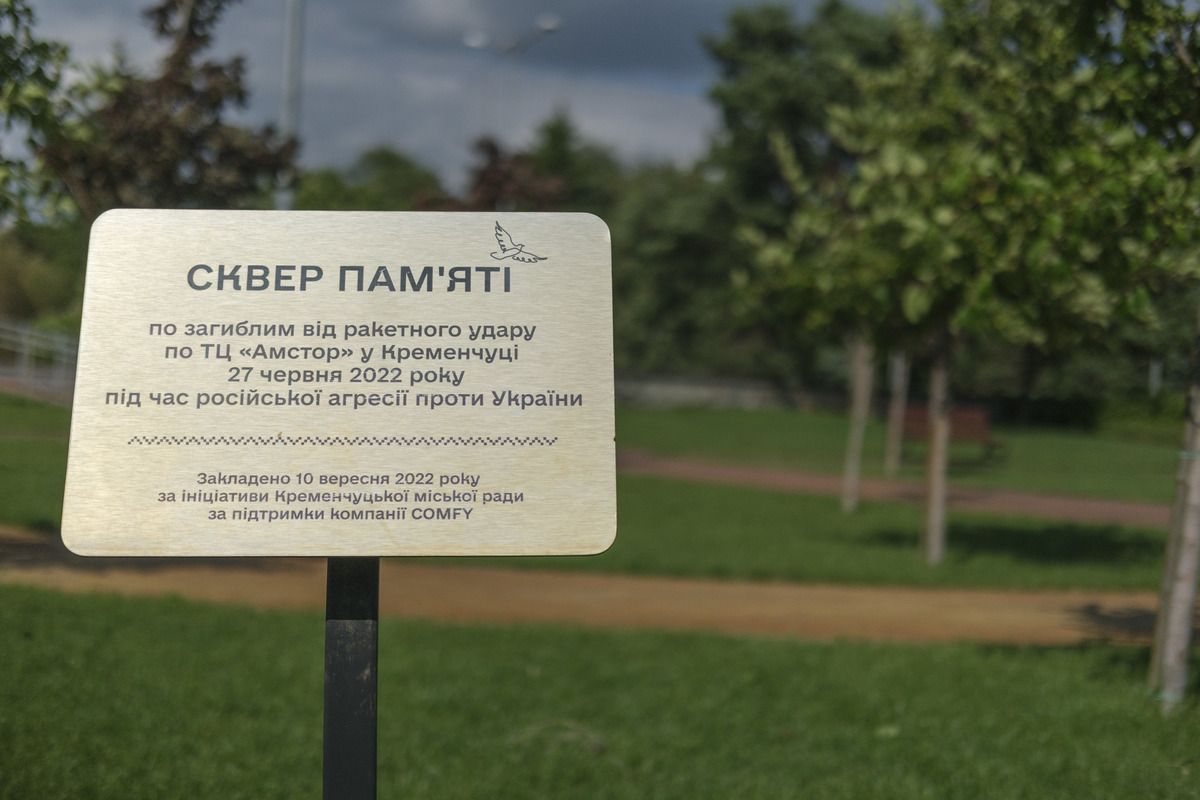 СКВЕР ПАМ'ЯТІ
по загиблим від ракетного удару
по ТЦ «Амстор» у Кременчуці
27 червня 2022 року
під час російської агресії проти України
Закладено 10 вересня 2022 року
за ініціативи Кременчуцької міської ради
за підтримки компанії COMFY